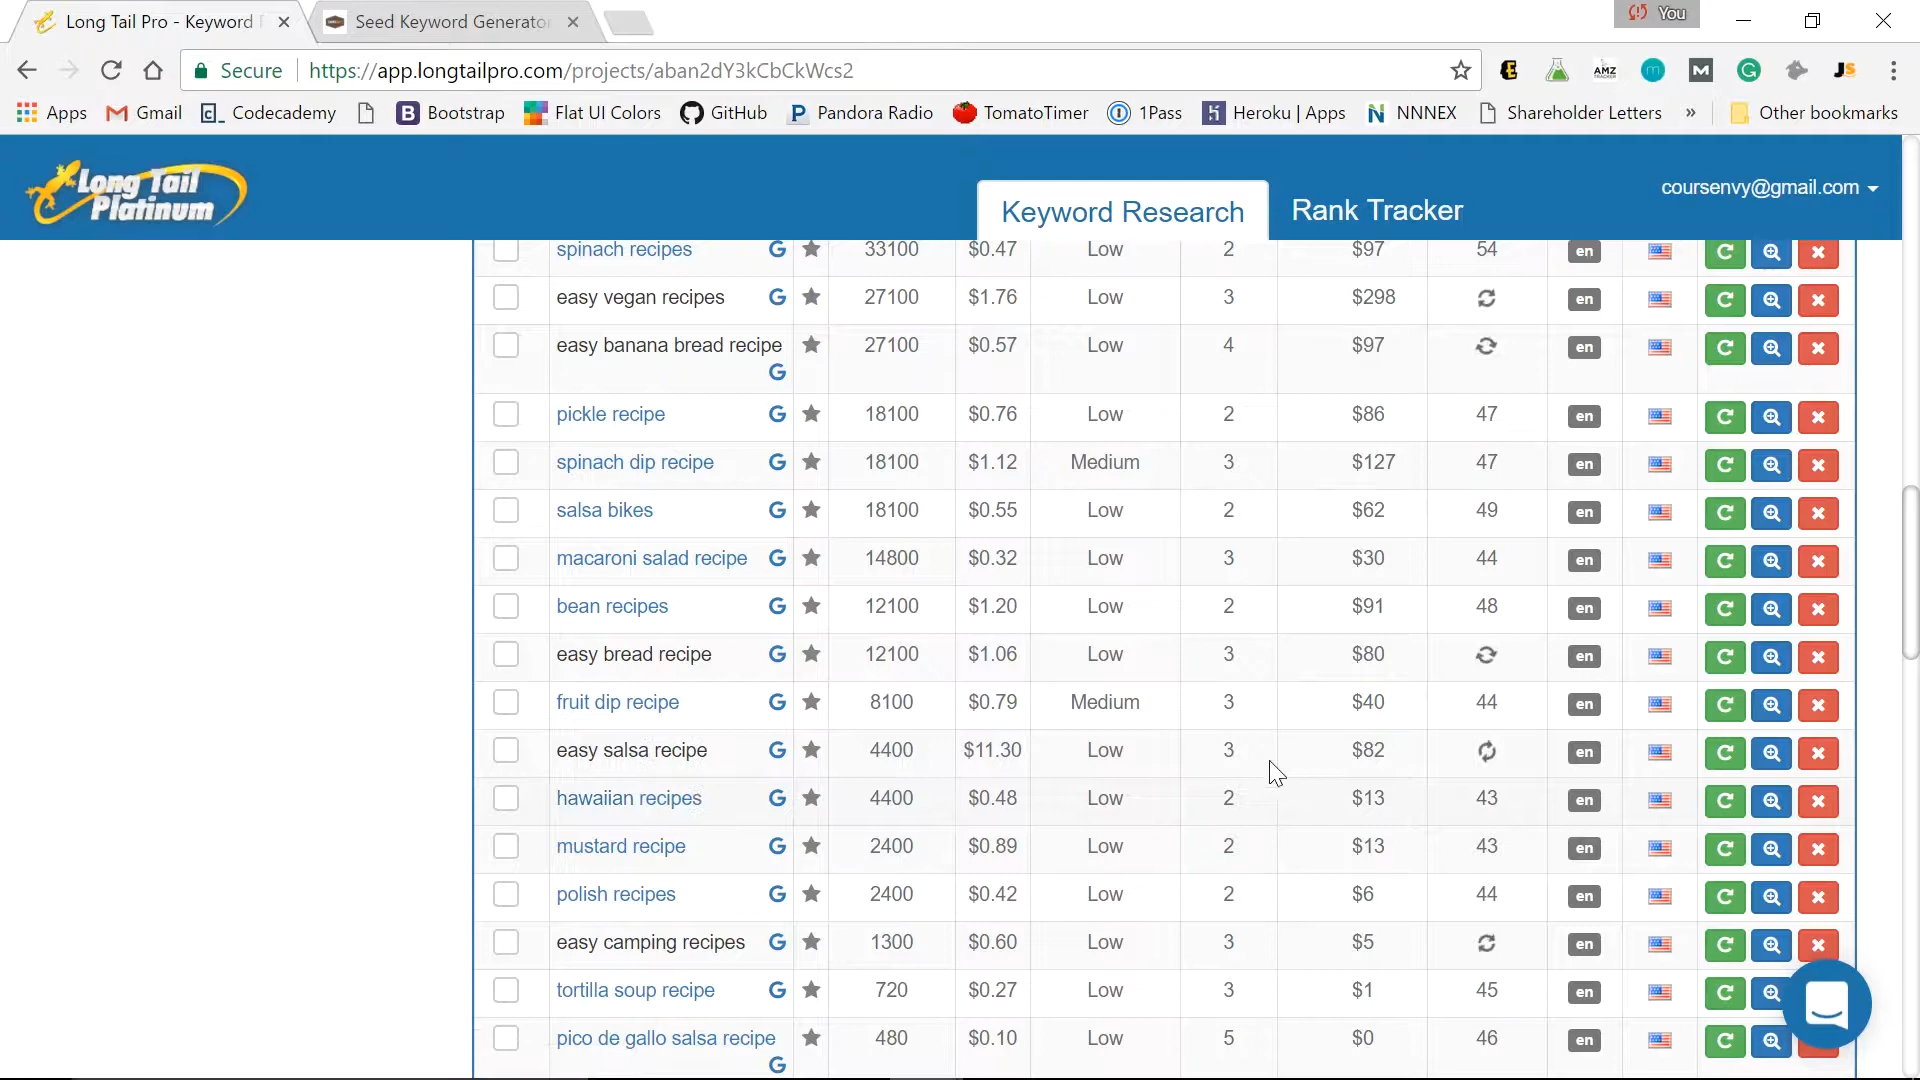 Long Tail Pro - Keyword
Seed Keyword Generato
You
Secure
https://app.longtailpro.com/projects/aban2dY3kCbCkWcs2
AMZ TRACKER
m
M
G
JS
Apps
Gmail
Codecademy
B Bootstrap
Flat UI Colors
GitHub
P Pandora Radio
TomatoTimer
1Pass
Heroku | Apps
N NNNEX
Shareholder Letters
»
Other bookmarks
Long Tail
Platinum
Keyword Research
Rank Tracker
coursenvy@gmail.com
spinach recipes G 33100 $0.47 Low 2 $97 54 en
easy vegan recipes G 27100 $1.76 Low 3 $298 en
easy banana bread recipe 27100 $0.57 Low 4 $97 en
G
pickle recipe G 18100 $0.76 Low 2 $86 47 en
spinach dip recipe G 18100 $1.12 Medium 3 $127 47 en
salsa bikes G 18100 $0.55 Low 2 $62 49 en
macaroni salad recipe G 14800 $0.32 Low 3 $30 44 en
bean recipes G 12100 $1.20 Low 2 $91 48 en
easy bread recipe G 12100 $1.06 Low 3 $80 en
fruit dip recipe G 8100 $0.79 Medium 3 $40 44 en
easy salsa recipe G 4400 $11.30 Low 3 $82 en
hawaiian recipes G 4400 $0.48 Low 2 $13 43 en
mustard recipe G 2400 $0.89 Low 2 $13 43 en
polish recipes G 2400 $0.42 Low 2 $6 44 en
easy camping recipes G 1300 $0.60 Low 3 $5 en
tortilla soup recipe G 720 $0.27 Low 3 $1 45 en
pico de gallo salsa recipe 480 $0.10 Low 5 $0 46 en
G